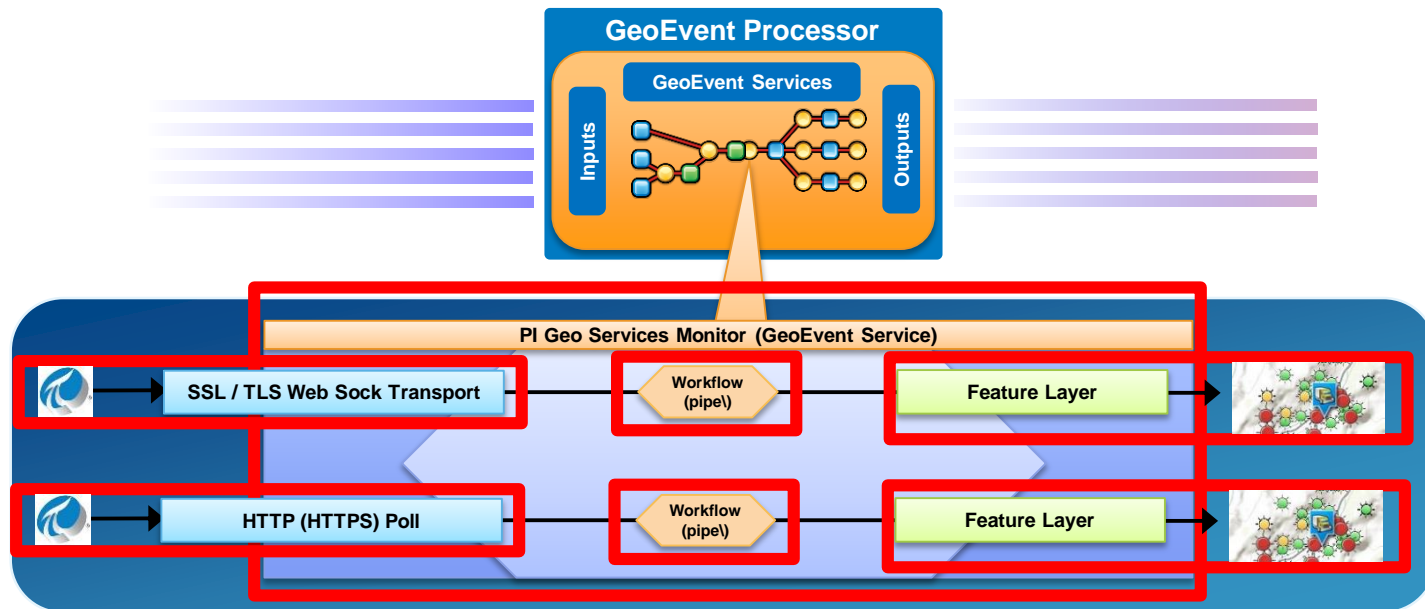 GeoEvent Processor
GeoEvent Services
Inputs
Outputs
PI Geo Services Monitor (GeoEvent Service)
SSL / TLS Web Sock Transport
Workflow
(pipe\)
Feature Layer
HTTP (HTTPS) Poll
Workflow
(pipe\)
Feature Layer